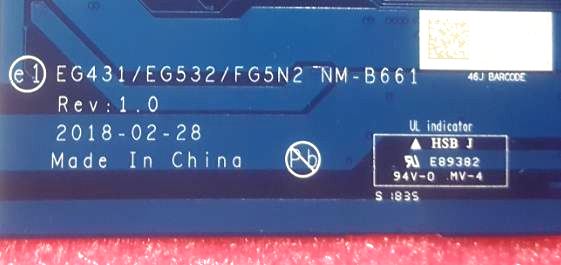 e1 EG431/EG532/FG5N2 NM-B661
46J BARCODE
Rev:1.0
2018-02-28
Made In China
Pb
UL indicator
▲ HSB J
E89382
94V-0 .MV-4
S 1835